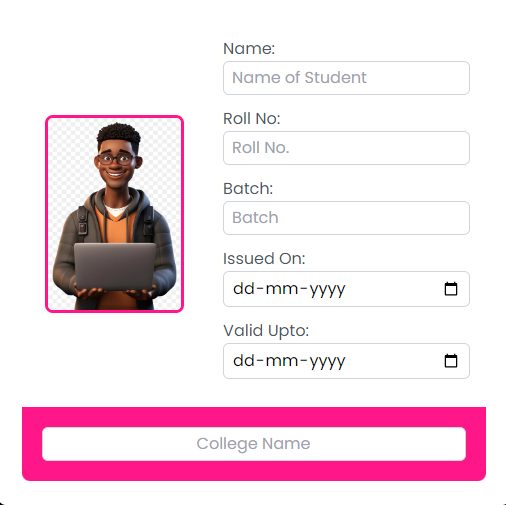 Name:
Name of Student
Roll No:
Roll No.
Batch:
Batch
Issued On:
dd-mm-yyyy
Valid Upto:
dd-mm-yyyy
College Name